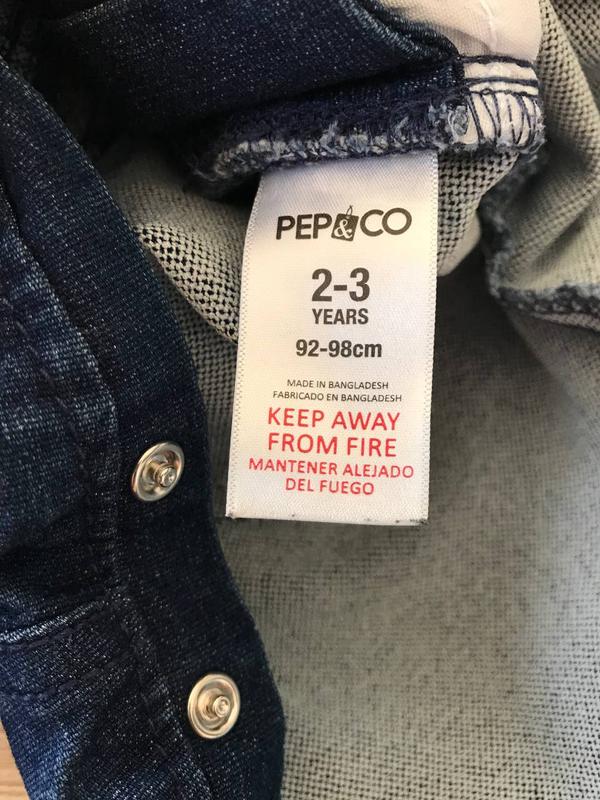 PEP&CO
2-3
YEARS
92-98cm
MADE IN BANGLADESH
FABRICADO EN BANGLADESH
KEEP AWAY
FROM FIRE
MANTENER ALEJADO
DEL FUEGO